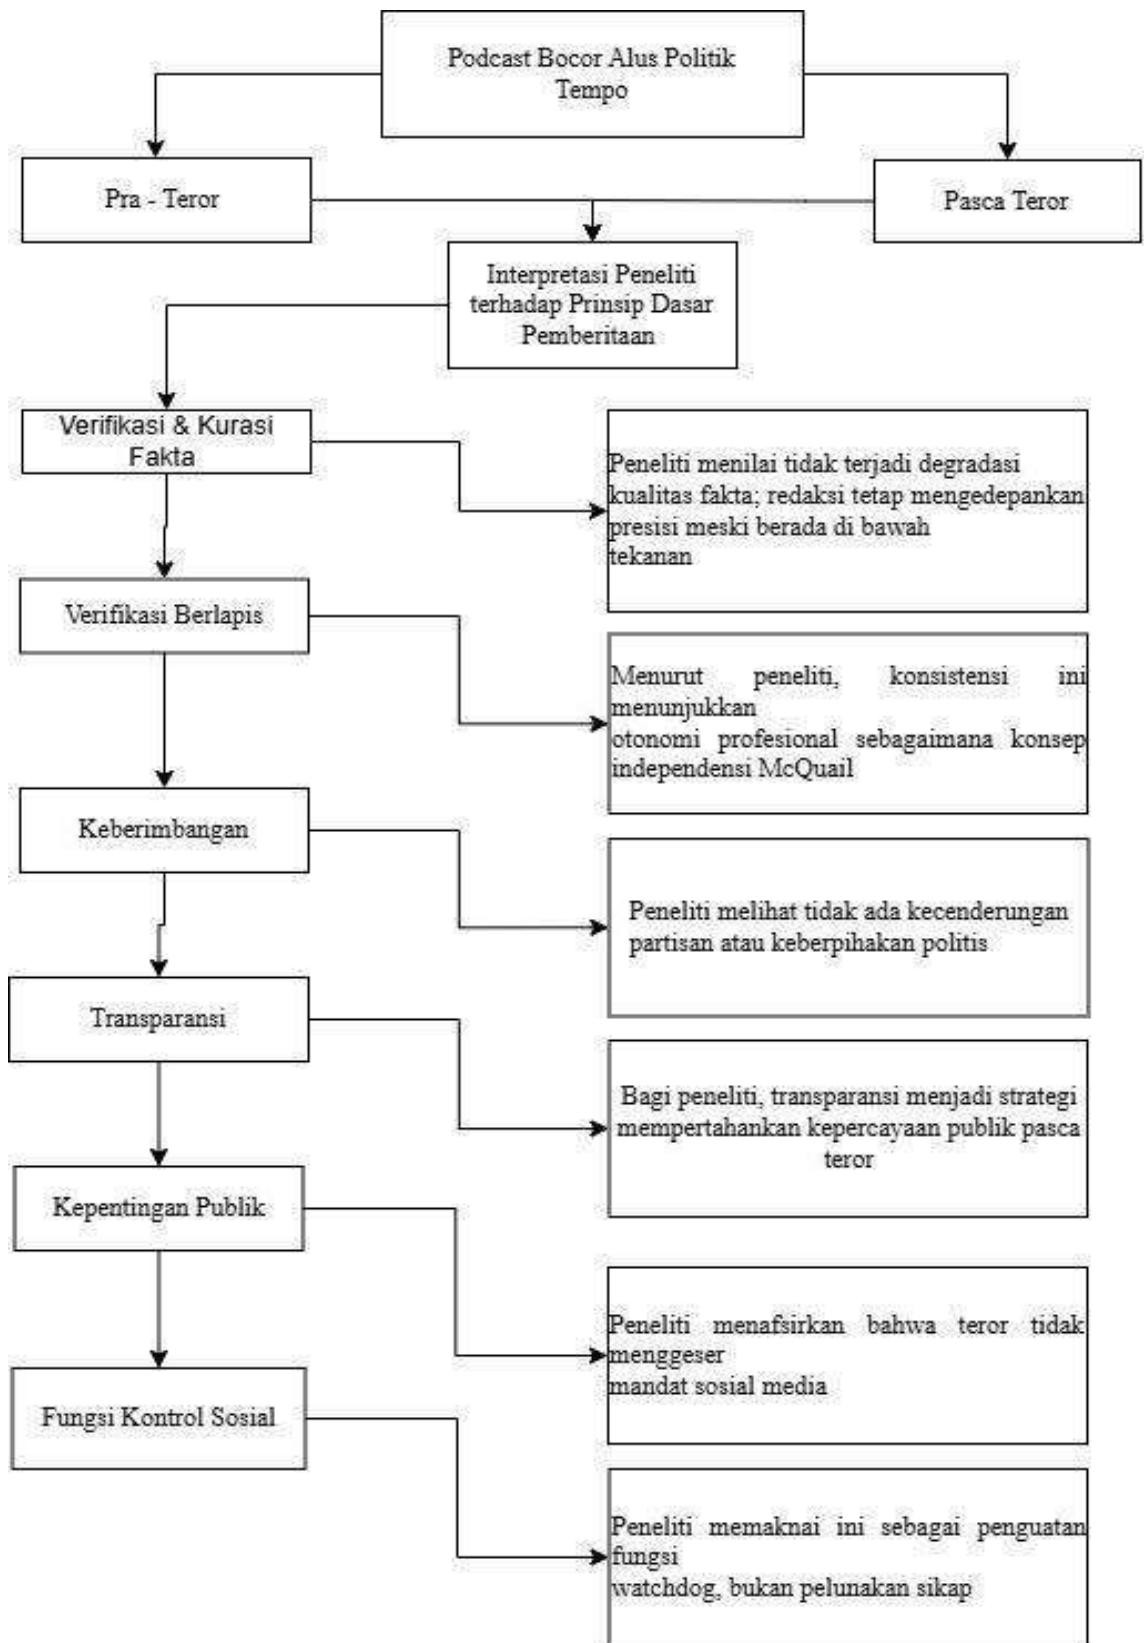 Podcast Bocor Alus Politik
Tempo
Pra - Teror
Pasca Teror
Interpretasi Peneliti
terhadap Prinsip Dasar
Pemberitaan
Verifikasi & Kurasi
Fakta
Peneliti menilai tidak terjadi degradasi
kualitas fakta; redaksi tetap mengedepankan
presisi meski berada di bawah
tekanan
Verifikasi Berlapis
Menurut peneliti, konsistensi ini
menunjukkan
otonomi profesional sebagaimana konsep
independensi McQuail
Keberimbangan
Peneliti melihat tidak ada kecenderungan
partisan atau keberpihakan politis
Transparansi
Bagi peneliti, transparansi menjadi strategi
mempertahankan kepercayaan publik pasca
teror
Kepentingan Publik
Peneliti menafsirkan bahwa teror tidak
menggeser
mandat sosial media
Fungsi Kontrol Sosial
Peneliti memaknai ini sebagai penguatan
fungsi
watchdog, bukan pelunakan sikap